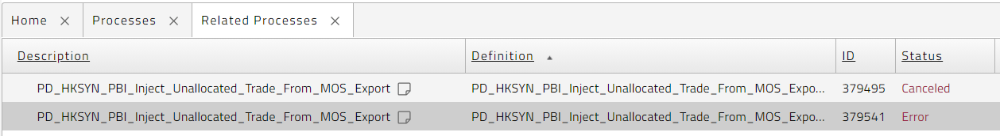 Home × Processes × Related Processes ×
Description Definition ▲ ID Status
PD_HKSYN_PBI_Inject_Unallocated_Trade_From_MOS_Export PD_HKSYN_PBI_Inject_Unallocated_Trade_From_MOS_Expo... 379495 Canceled
PD_HKSYN_PBI_Inject_Unallocated_Trade_From_MOS_Export PD_HKSYN_PBI_Inject_Unallocated_Trade_From_MOS_Expo... 379541 Error